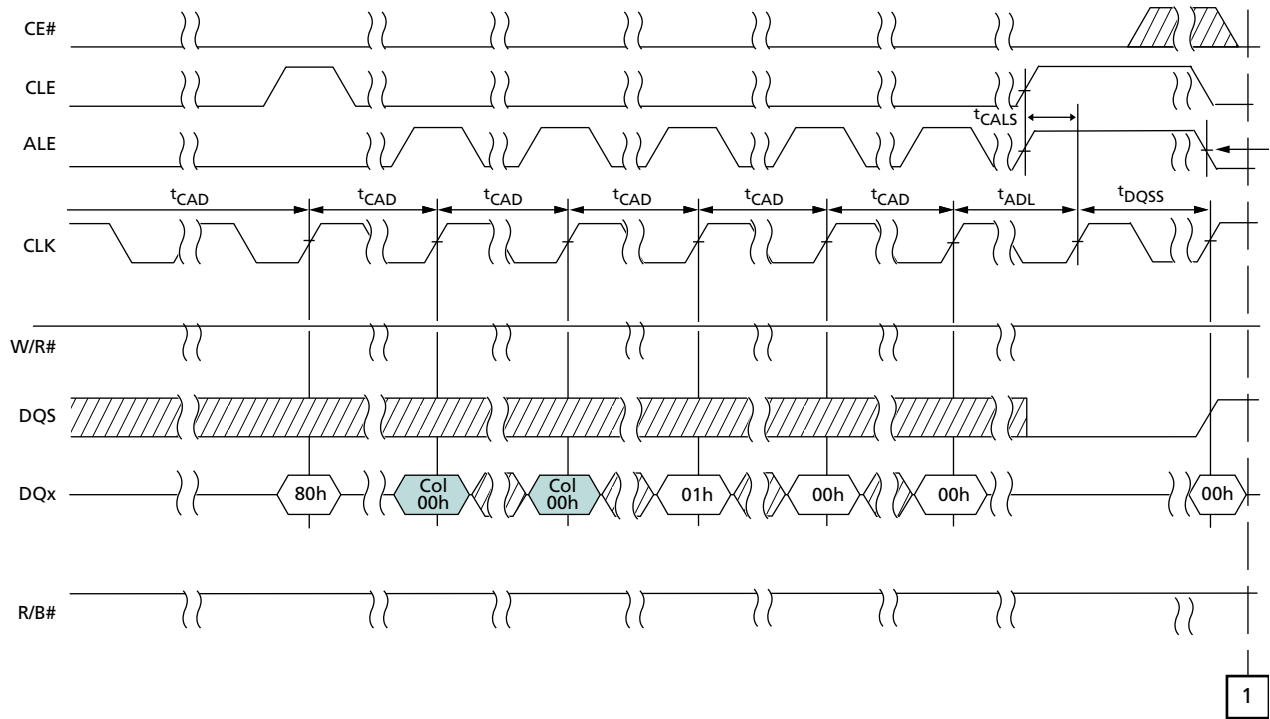 CE#
CLE
tCALS
ALE
tCAD tCAD tCAD tCAD tCAD tCAD tADL tDQSS
CLK
W/R#
DQS
DQx 80h Col 00h Col 00h 01h 00h 00h 00h
R/B#
1